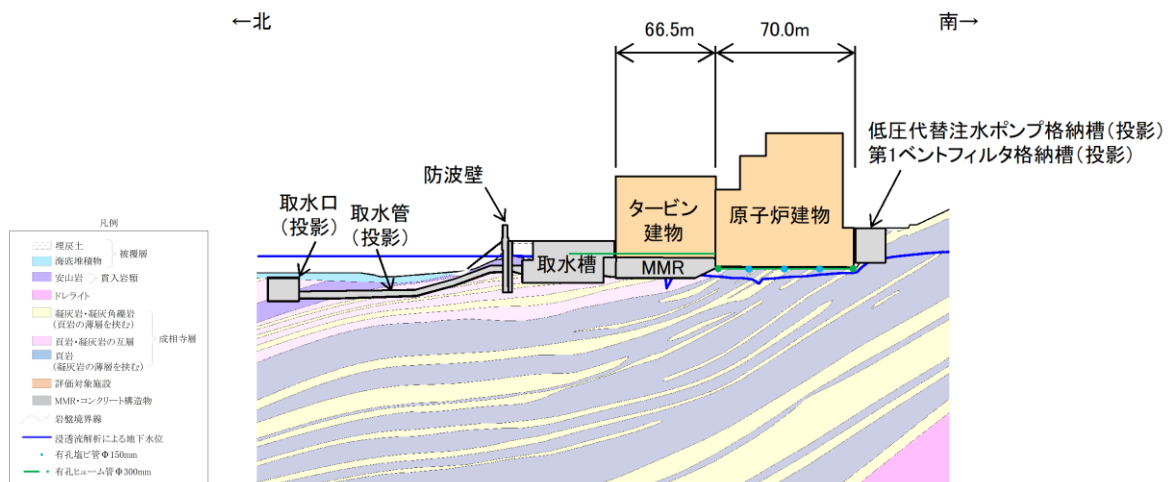 ←北
南→
66.5m
70.0m
低圧代替注水ポンプ格納槽(投影)
第1ベントフィルタ格納槽(投影)
防波壁
取水口
(投影)
取水管
(投影)
タービン
建物
原子炉建物
取水槽
MMR
凡例
埋戻土
海底堆積物
被覆層
安山岩
貫入岩類
ドレライト
凝灰岩・凝灰角礫岩
(頁岩の薄層を挟む)
頁岩・凝灰岩の互層
成相寺層
頁岩
(凝灰岩の薄層を挟む)
評価対象施設
MMR・コンクリート構造物
岩盤境界線
浸透流解析による地下水位
有孔塩ビ管Φ150mm
有孔ヒューム管Φ300mm